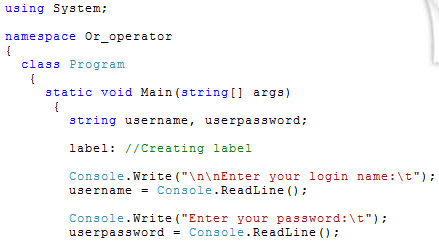 using System;
namespace Or_operator
{
class Program
{
static void Main(string[] args)
{
string username, userpassword;
label: //Creating label
Console.Write("\n\nEnter your login name:\t");
username = Console.ReadLine();
Console.Write("Enter your password:\t");
userpassword = Console.ReadLine();